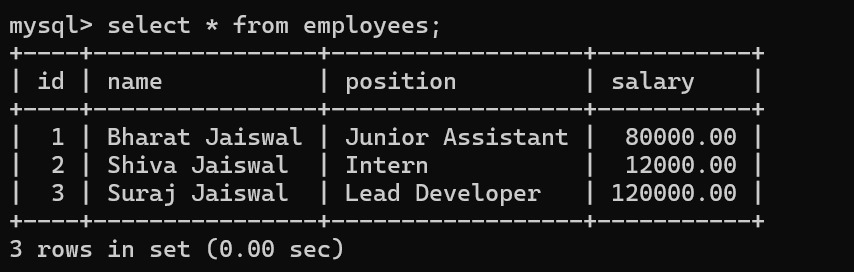 mysql> select * from employees;
+----+----------------+-------------------+-----------+
| id | name           | position          | salary    |
+----+----------------+-------------------+-----------+
|  1 | Bharat Jaiswal | Junior Assistant  |  80000.00 |
|  2 | Shiva Jaiswal  | Intern            |  12000.00 |
|  3 | Suraj Jaiswal  | Lead Developer    | 120000.00 |
+----+----------------+-------------------+-----------+
3 rows in set (0.00 sec)